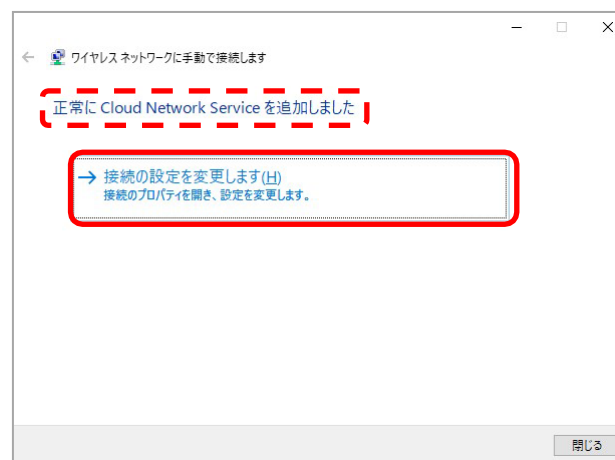 ワイヤレス ネットワークに手動で接続します
正常に Cloud Network Service を追加しました
→ 接続の設定を変更します(H)
接続のプロパティを開き、設定を変更します。
閉じる